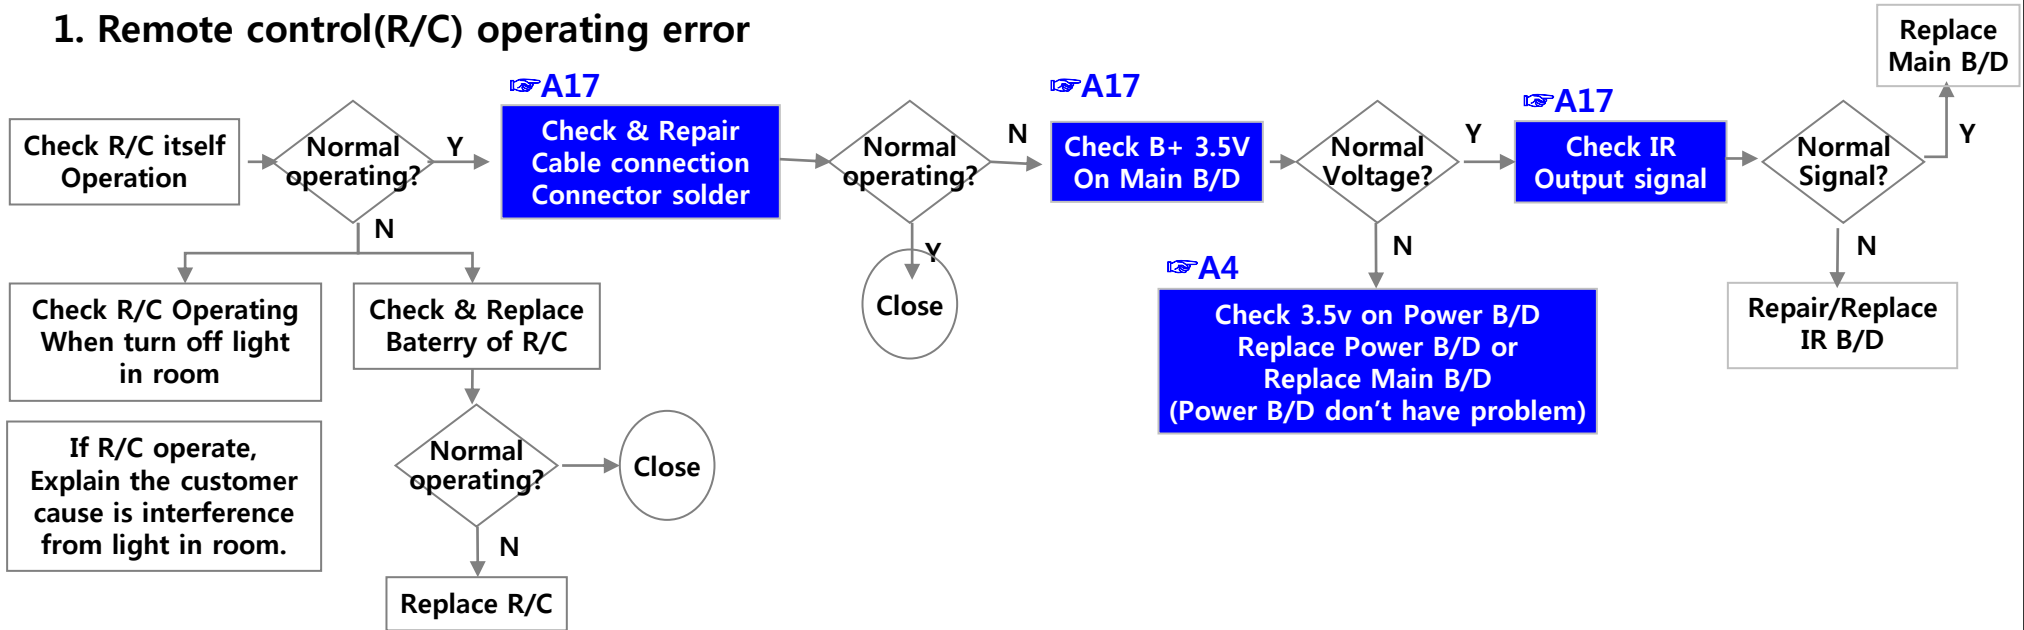 1. Remote control(R/C) operating error
Replace
Main B/D
☞A17
☞A17
☞A17
Check R/C itself
Operation
Normal
operating?
Y
Check & Repair
Cable connection
Connector solder
Normal
operating?
N
Check B+ 3.5V
On Main B/D
Normal
Voltage?
Y
Check IR
Output signal
Normal
Signal?
Y
N
Y
Close
N
N
☞A4
Check R/C Operating
When turn off light
in room
Check & Replace
Baterry of R/C
Check 3.5v on Power B/D
Replace Power B/D or
Replace Main B/D
(Power B/D don't have problem)
Repair/Replace
IR B/D
If R/C operate,
Explain the customer
cause is interference
from light in room.
Normal
operating?
Close
N
Replace R/C